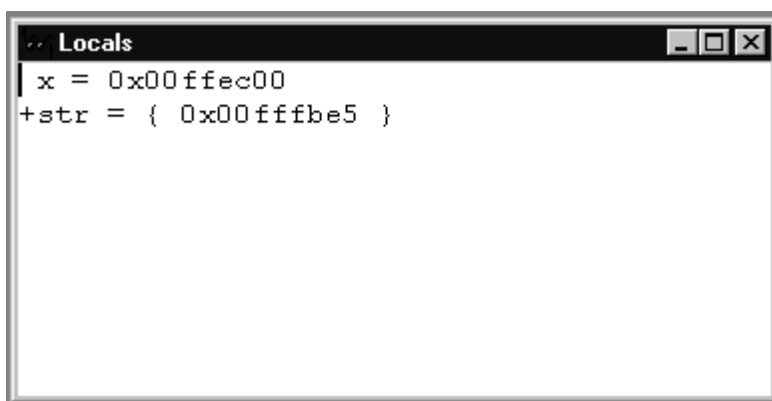 Locals
x = 0x00ffec00
+str = { 0x00fffbe5 }